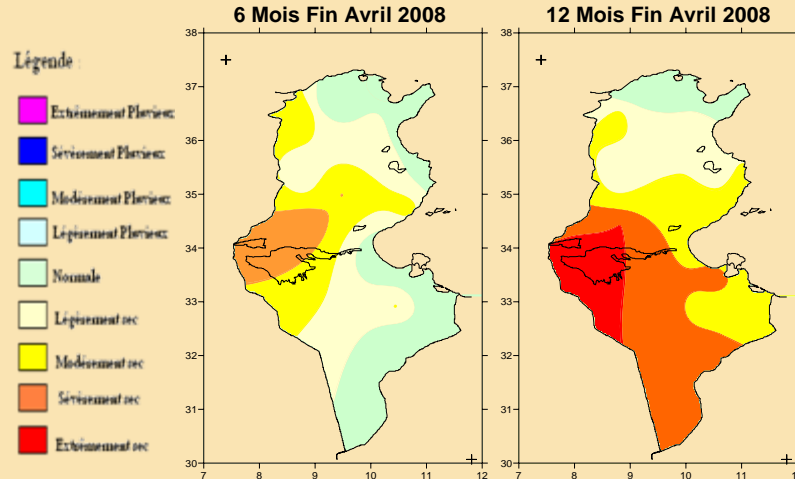 6 Mois Fin Avril 2008
12 Mois Fin Avril 2008
Légende :
Extrêmement Pluvieux
Sévèrement Pluvieux
Modérément Pluvieux
Légèrement Pluvieux
Normale
Légèrement sec
Modérément sec
Sévèrement sec
Extrêmement sec
38
37
36
35
34
33
32
31
30
7 8 9 10 11 12
38
37
36
35
34
33
32
31
30
7 8 9 10 11